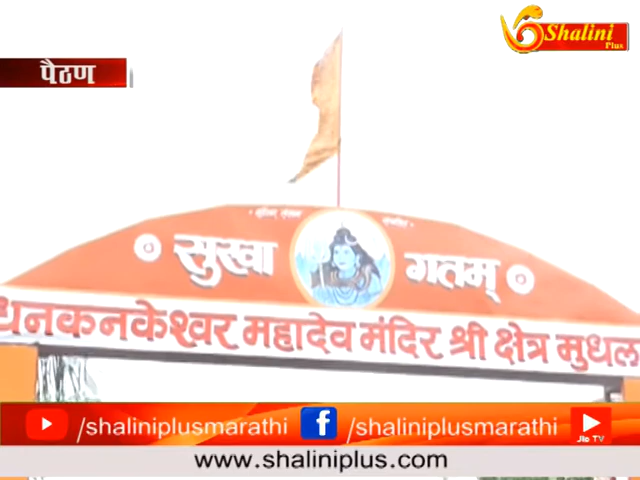 Shalini
Plus
पैठण
सुखा गतम्
धनकनकेश्वर महादेव मंदिर श्री क्षेत्र मुधल
/shaliniplusmarathi /shaliniplusmarathi
Jio TV
www.shaliniplus.com